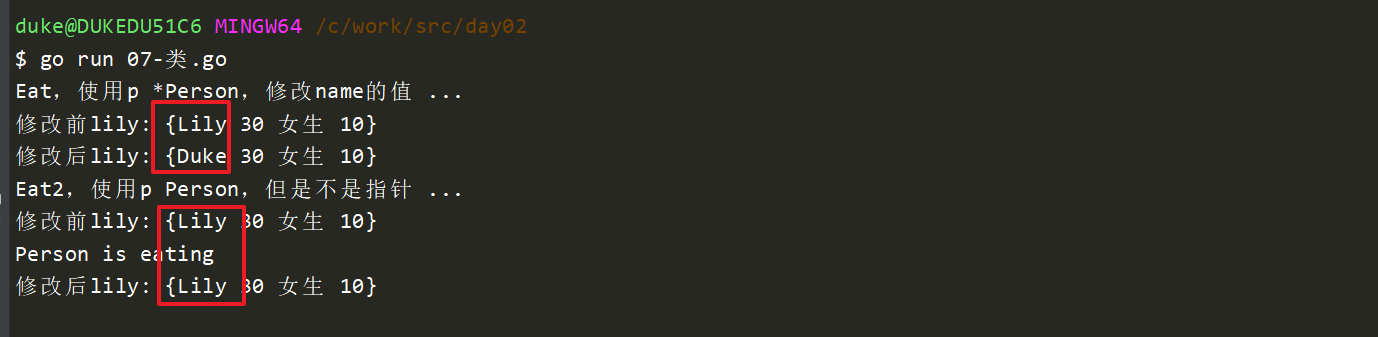 duke@DUKEDU51C6 MINGW64 /c/work/src/day02
$ go run 07-类.go
Eat，使用p *Person，修改name的值 ...
修改前lily: {Lily 30 女生 10}
修改后lily: {Duke 30 女生 10}
Eat2，使用p Person，但是不是指针 ...
修改前lily: {Lily 30 女生 10}
Person is eating
修改后lily: {Lily 30 女生 10}